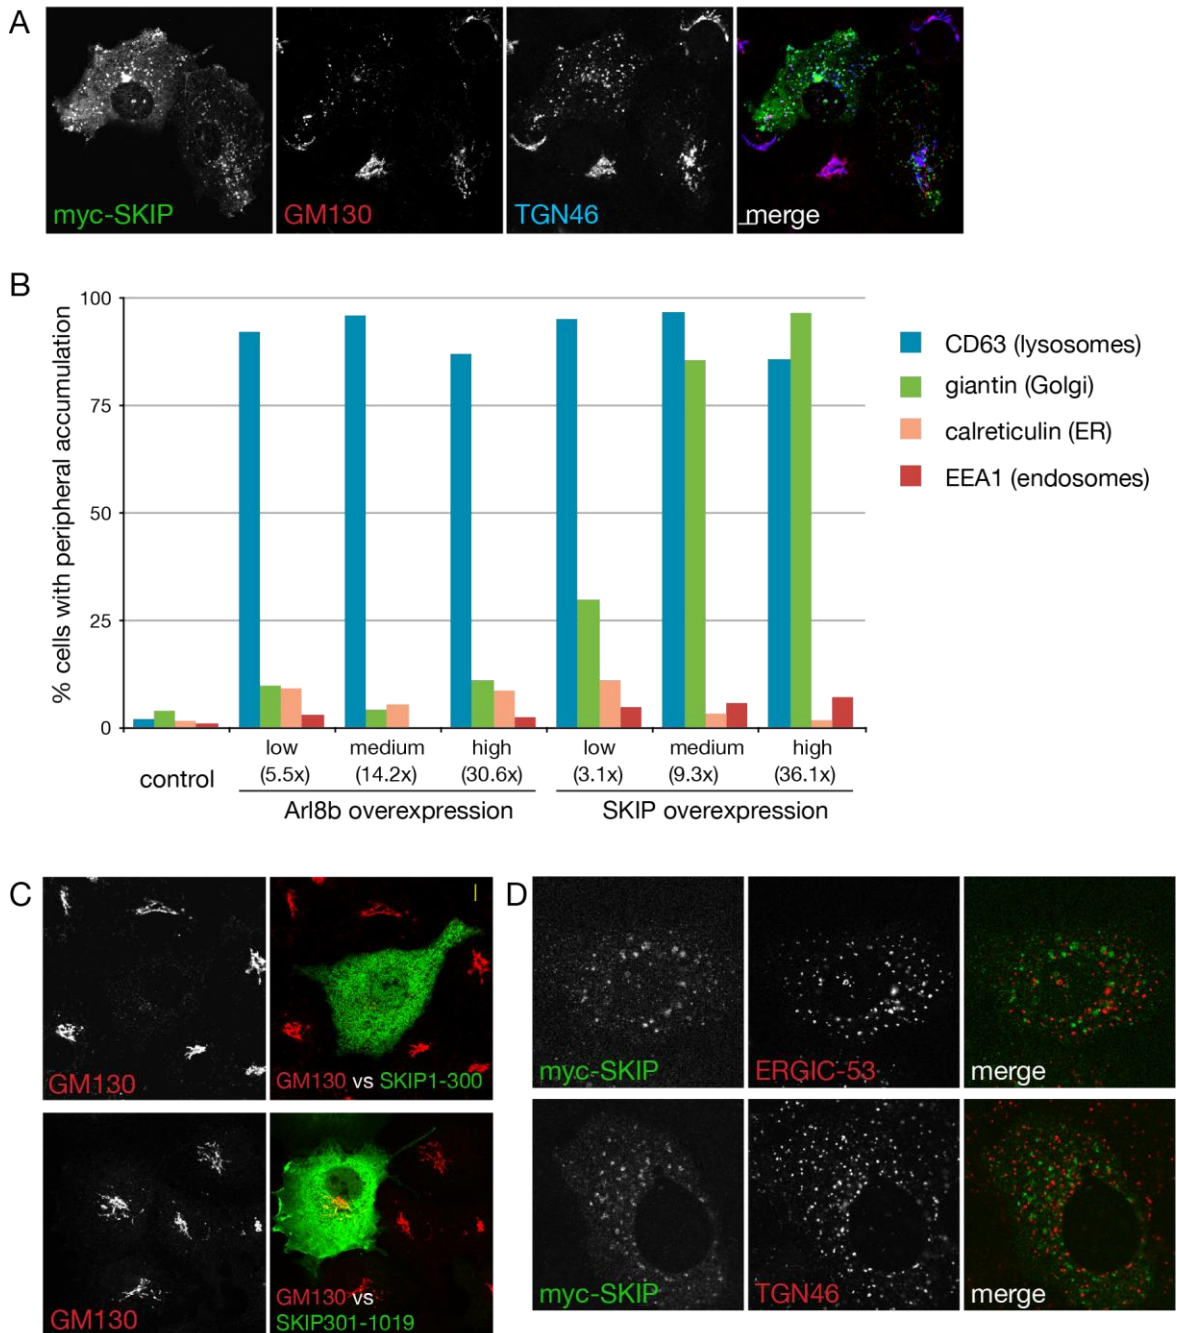 A
myc-SKIP
GM130
TGN46
merge
B
% cells with peripheral accumulation
100
75
50
25
0
CD63 (lysosomes)
giantin (Golgi)
calreticulin (ER)
EEA1 (endosomes)
control
low
(5.5x)
medium
(14.2x)
high
(30.6x)
low
(3.1x)
medium
(9.3x)
high
(36.1x)
Arl8b overexpression
SKIP overexpression
C
GM130
GM130 vs SKIP1-300
GM130
GM130 vs
SKIP301-1019
D
myc-SKIP
ERGIC-53
merge
myc-SKIP
TGN46
merge